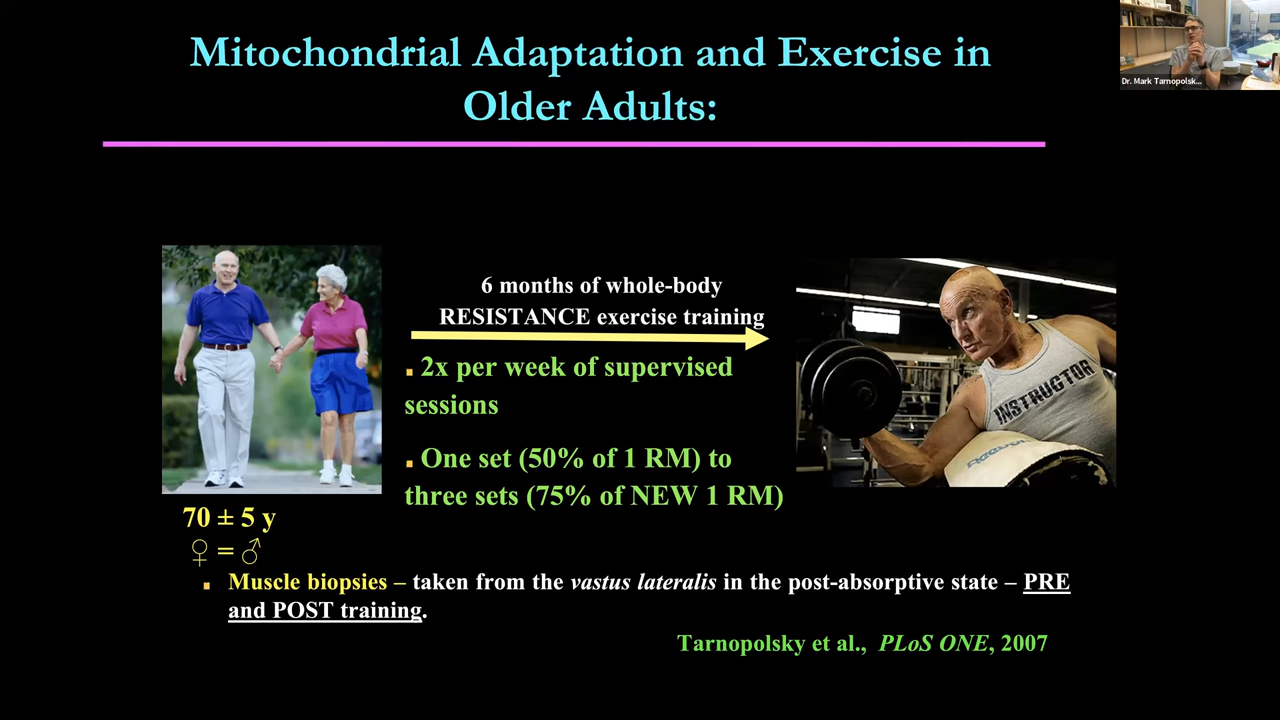 Mitochondrial Adaptation and Exercise in
Older Adults:
Dr. Mark Tarnopolsk...
6 months of whole-body
RESISTANCE exercise training
▪ 2x per week of supervised
sessions
▪ One set (50% of 1 RM) to
three sets (75% of NEW 1 RM)
INSTRUCTOR
Reebok
70 ± 5 y
♀ = ♂
▪ Muscle biopsies – taken from the vastus lateralis in the post-absorptive state – PRE
and POST training.
Tarnopolsky et al., PLoS ONE, 2007